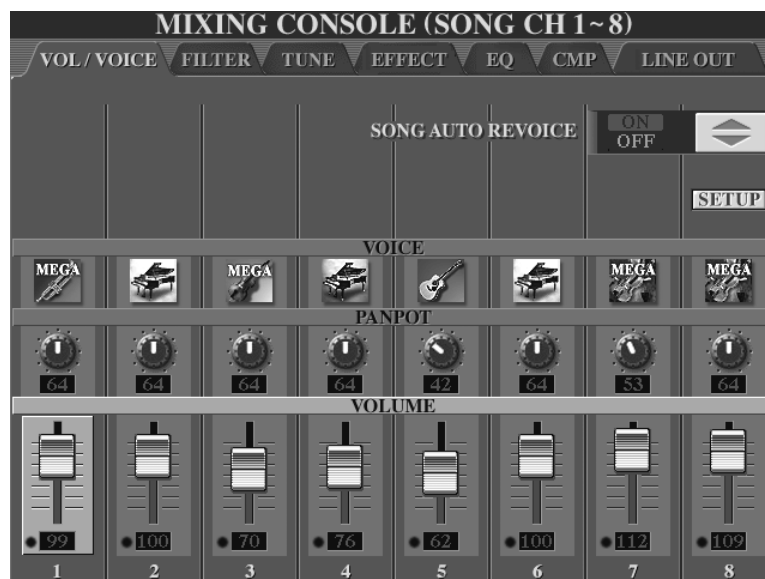 MIXING CONSOLE (SONG CH 1~8)
VOL / VOICE FILTER TUNE EFFECT EQ CMP LINE OUT
SONG AUTO REVOICE ON
OFF
SETUP
VOICE
MEGA MEGA MEGA MEGA
PANPOT
64 64 64 64 42 64 53 64
VOLUME
99 100 70 76 62 100 112 109
1 2 3 4 5 6 7 8